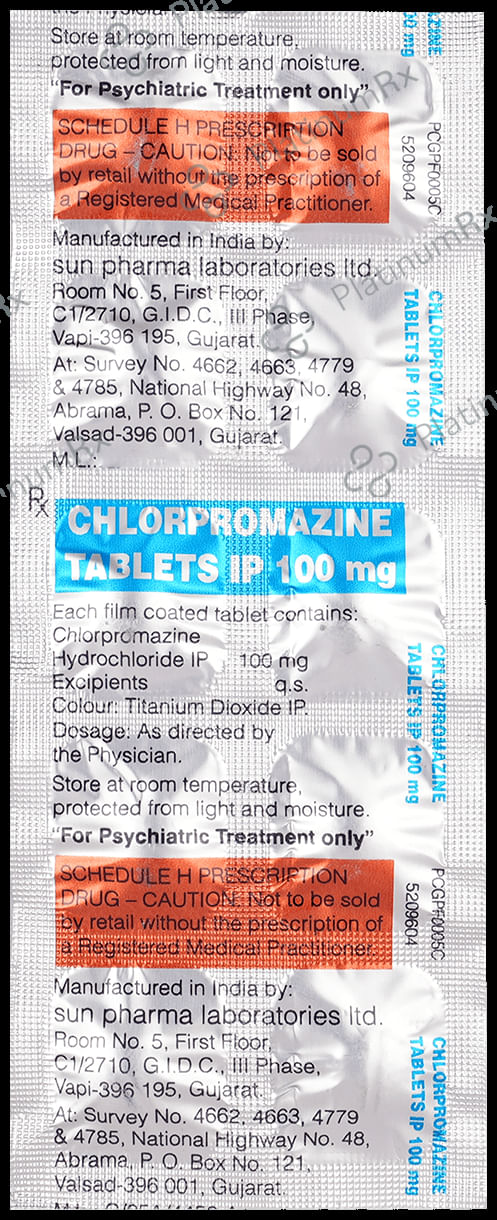 the Physician.
Store at room temperature,
protected from light and moisture.
"For Psychiatric Treatment only"
SCHEDULE H PRESCRIPTION
DRUG – CAUTION: Not to be sold
by retail without the prescription of
a Registered Medical Practitioner.
Manufactured in India by:
sun pharma laboratories ltd.
Room No. 5, First Floor,
C1/2710, G.I.D.C., III Phase,
Vapi-396 195, Gujarat.
At: Survey No. 4662, 4663, 4779
& 4785, National Highway No. 48,
Abrama, P. O. Box No. 121,
Valsad-396 001, Gujarat.
M.L.:
Rx
CHLORPROMAZINE
TABLETS IP 100 mg
Each film coated tablet contains:
Chlorpromazine
Hydrochloride IP 100 mg
Excipients q.s.
Colour: Titanium Dioxide IP.
Dosage: As directed by
the Physician.
Store at room temperature,
protected from light and moisture.
"For Psychiatric Treatment only"
SCHEDULE H PRESCRIPTION
DRUG – CAUTION: Not to be sold
by retail without the prescription of
a Registered Medical Practitioner.
Manufactured in India by:
sun pharma laboratories ltd.
Room No. 5, First Floor,
C1/2710, G.I.D.C., III Phase,
Vapi-396 195, Gujarat.
At: Survey No. 4662, 4663, 4779
& 4785, National Highway No. 48,
Abrama, P. O. Box No. 121,
Valsad-396 001, Gujarat.
PCGPF0005C
5209604
CHLORPROMAZINE
TABLETS IP 100 mg
CHLORPROMAZINE
TABLETS IP 100 mg
PCGPF0005C
5209604
CHLORPROMAZINE
TABLETS IP 100 mg
PlatinumRx
PlatinumRx